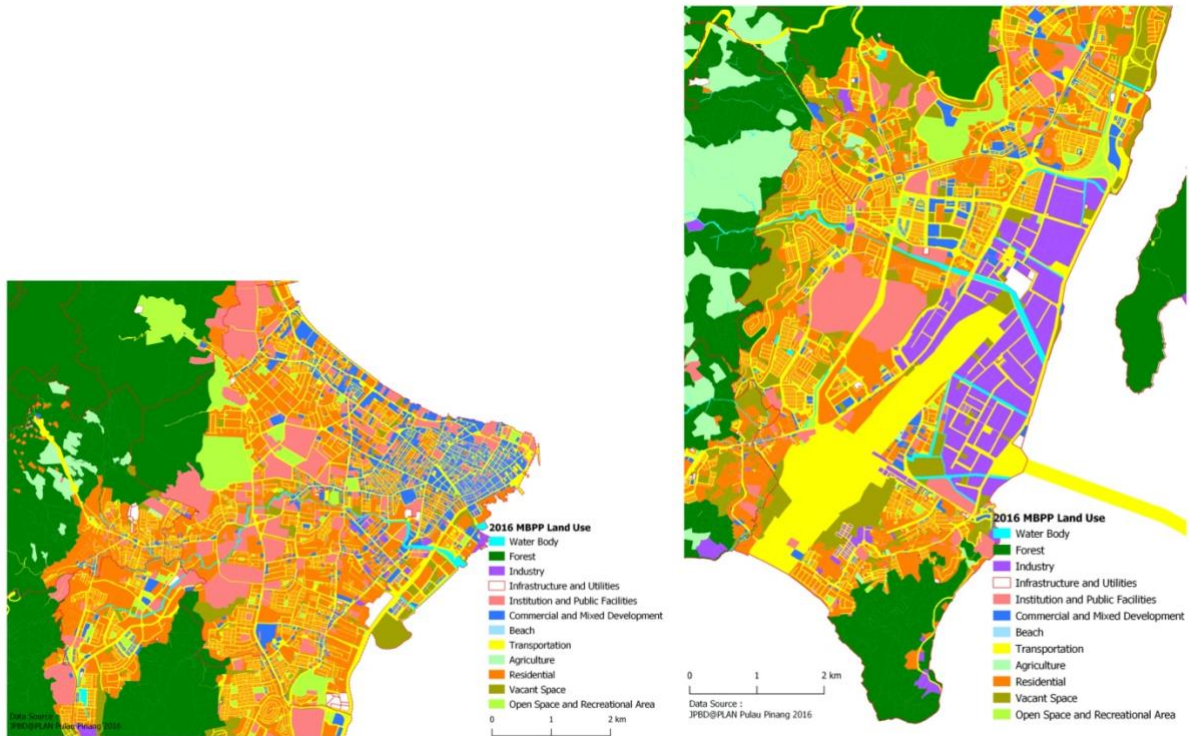 2016 MBPP Land Use
Water Body
Forest
Industry
Infrastructure and Utilities
Institution and Public Facilities
Commercial and Mixed Development
Beach
Transportation
Agriculture
Residential
Vacant Space
Open Space and Recreational Area
0 1 2 km
Data Source :
JPBD@PLAN Pulau Pinang 2016
2016 MBPP Land Use
Water Body
Forest
Industry
Infrastructure and Utilities
Institution and Public Facilities
Commercial and Mixed Development
Beach
Transportation
Agriculture
Residential
Vacant Space
Open Space and Recreational Area
0 1 2 km
Data Source :
JPBD@PLAN Pulau Pinang 2016